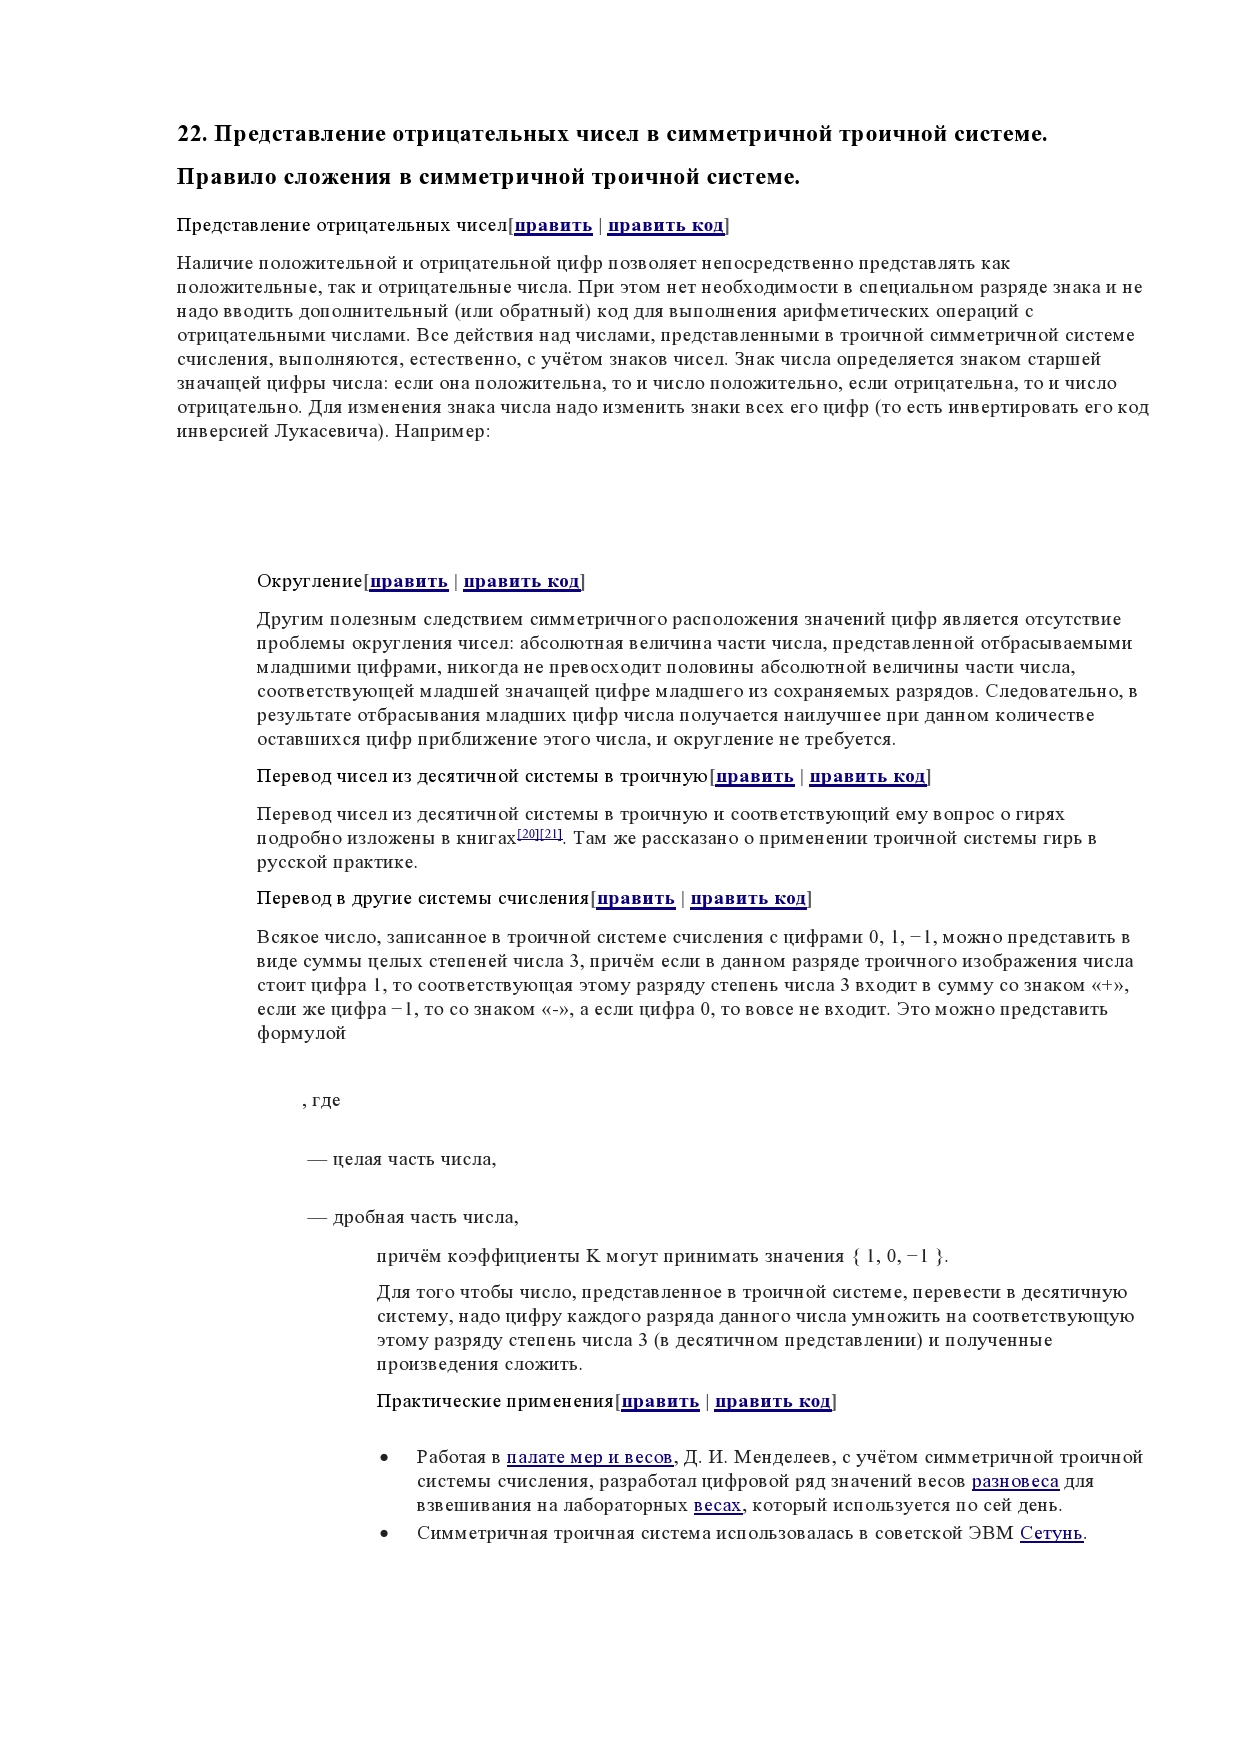 22. Представление отрицательных чисел в симметричной троичной системе.
Правило сложения в симметричной троичной системе.
Представление отрицательных чисел[править | править код]
Наличие положительной и отрицательной цифр позволяет непосредственно представлять как
положительные, так и отрицательные числа. При этом нет необходимости в специальном разряде знака и не
надо вводить дополнительный (или обратный) код для выполнения арифметических операций с
отрицательными числами. Все действия над числами, представленными в троичной симметричной системе
счисления, выполняются, естественно, с учётом знаков чисел. Знак числа определяется знаком старшей
значащей цифры числа: если она положительна, то и число положительно, если отрицательна, то и число
отрицательно. Для изменения знака числа надо изменить знаки всех его цифр (то есть инвертировать его код
инверсией Лукасевича). Например:
Округление[править | править код]
Другим полезным следствием симметричного расположения значений цифр является отсутствие
проблемы округления чисел: абсолютная величина части числа, представленной отбрасываемыми
младшими цифрами, никогда не превосходит половины абсолютной величины части числа,
соответствующей младшей значащей цифре младшего из сохраняемых разрядов. Следовательно, в
результате отбрасывания младших цифр числа получается наилучшее при данном количестве
оставшихся цифр приближение этого числа, и округление не требуется.
Перевод чисел из десятичной системы в троичную[править | править код]
Перевод чисел из десятичной системы в троичную и соответствующий ему вопрос о гирях
подробно изложены в книгах[20][21]. Там же рассказано о применении троичной системы гирь в
русской практике.
Перевод в другие системы счисления[править | править код]
Всякое число, записанное в троичной системе счисления с цифрами 0, 1, −1, можно представить в
виде суммы целых степеней числа 3, причём если в данном разряде троичного изображения числа
стоит цифра 1, то соответствующая этому разряду степень числа 3 входит в сумму со знаком «+»,
если же цифра −1, то со знаком «-», а если цифра 0, то вовсе не входит. Это можно представить
формулой
, где
— целая часть числа,
— дробная часть числа,
причём коэффициенты K могут принимать значения { 1, 0, −1 }.
Для того чтобы число, представленное в троичной системе, перевести в десятичную
систему, надо цифру каждого разряда данного числа умножить на соответствующую
этому разряду степень числа 3 (в десятичном представлении) и полученные
произведения сложить.
Практические применения[править | править код]
• Работая в палате мер и весов, Д. И. Менделеев, с учётом симметричной троичной
системы счисления, разработал цифровой ряд значений весов разновеса для
взвешивания на лабораторных весах, который используется по сей день.
• Симметричная троичная система использовалась в советской ЭВМ Сетунь.